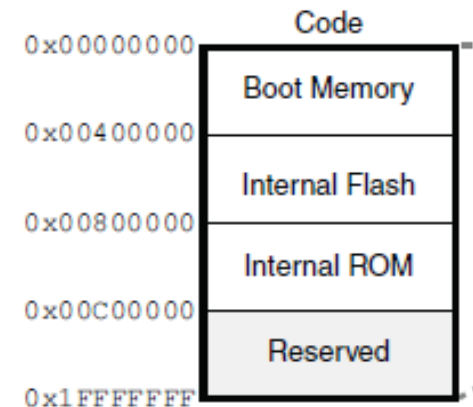 Code
0x00000000
Boot Memory
0x00400000
Internal Flash
0x00800000
Internal ROM
0x00C00000
Reserved
0x1FFFFFFF